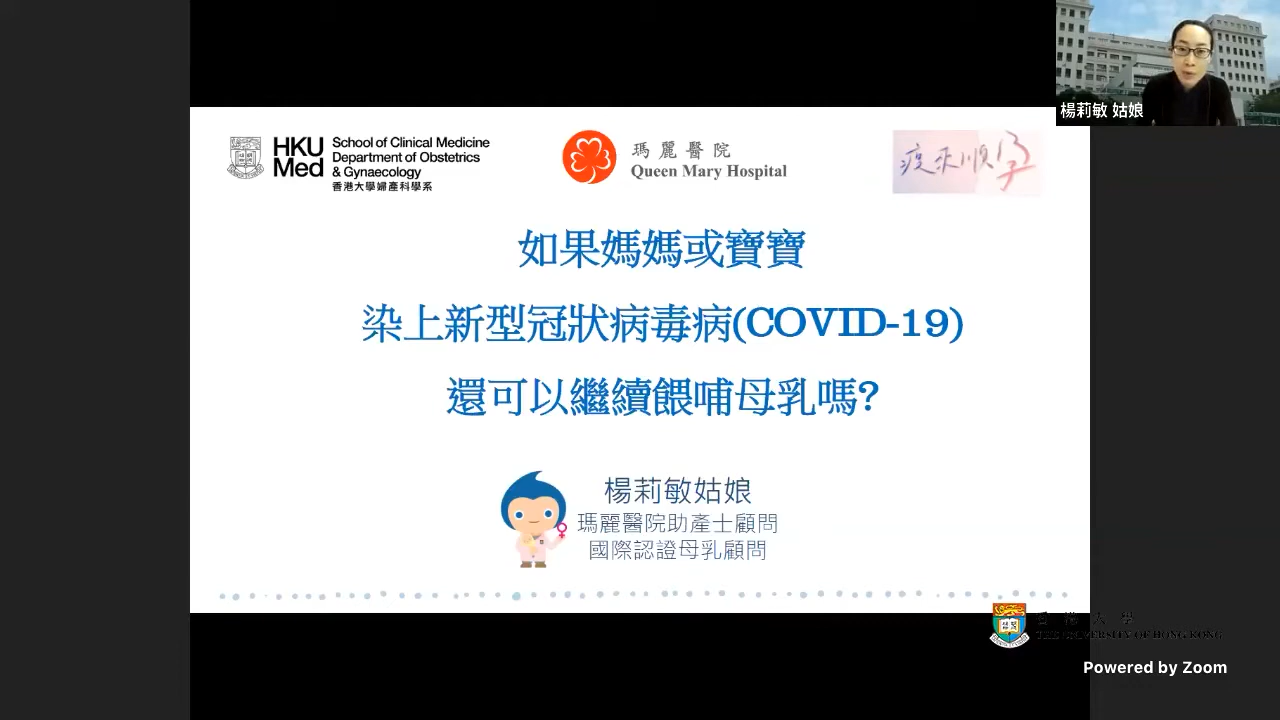 楊莉敏 姑娘
HKU Med
School of Clinical Medicine
Department of Obstetrics
& Gynaecology
香港大學婦產科學系
瑪麗醫院
Queen Mary Hospital
疫來順孕
如果媽媽或寶寶
染上新型冠狀病毒病(COVID-19)
還可以繼續餵哺母乳嗎?
楊莉敏姑娘
瑪麗醫院助產士顧問
國際認證母乳顧問
香港大學
THE UNIVERSITY OF HONG KONG
Powered by Zoom